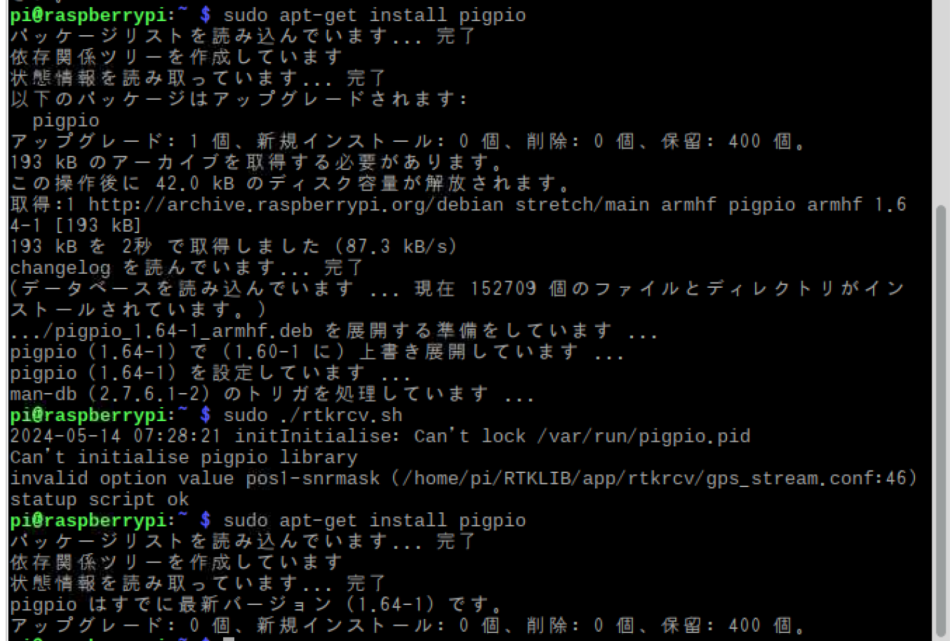 pi@raspberrypi:~ $ sudo apt-get install pigpio
パッケージリストを読み込んでいます... 完了
依存関係ツリーを作成しています
状態情報を読み取っています... 完了
以下のパッケージはアップグレードされます:
  pigpio
アップグレード: 1 個、新規インストール: 0 個、削除: 0 個、保留: 400 個。
193 kB のアーカイブを取得する必要があります。
この操作後に 42.0 kB のディスク容量が解放されます。
取得:1 http://archive.raspberrypi.org/debian stretch/main armhf pigpio armhf 1.6
4-1 [193 kB]
193 kB を 2秒 で取得しました (87.3 kB/s)
changelog を読んでいます... 完了
(データベースを読み込んでいます ... 現在 152709 個のファイルとディレクトリがイン
ストールされています。)
.../pigpio_1.64-1_armhf.deb を展開する準備をしています ...
pigpio (1.64-1) で (1.60-1 に) 上書き展開しています ...
pigpio (1.64-1) を設定しています ...
man-db (2.7.6.1-2) のトリガを処理しています ...
pi@raspberrypi:~ $ sudo ./rtkrcv.sh
2024-05-14 07:28:21 initInitialise: Can't lock /var/run/pigpio.pid
Can't initialise pigpio library
invalid option value pos1-snrmask (/home/pi/RTKLIB/app/rtkrcv/gps_stream.conf:46)
statup script ok
pi@raspberrypi:~ $ sudo apt-get install pigpio
パッケージリストを読み込んでいます... 完了
依存関係ツリーを作成しています
状態情報を読み取っています... 完了
pigpio はすでに最新バージョン (1.64-1) です。
アップグレード: 0 個、新規インストール: 0 個、削除: 0 個、保留: 400 個。